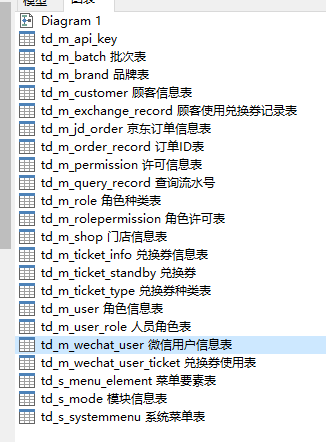 模型
图表
Diagram 1
td_m_api_key
td_m_batch 批次表
td_m_brand 品牌表
td_m_customer 顾客信息表
td_m_exchange_record 顾客使用兑换券记录表
td_m_jd_order 京东订单信息表
td_m_order_record 订单ID表
td_m_permission 许可信息表
td_m_query_record 查询流水号
td_m_role 角色种类表
td_m_rolepermission 角色许可表
td_m_shop 门店信息表
td_m_ticket_info 兑换券信息表
td_m_ticket_standby 兑换券
td_m_ticket_type 兑换券种类表
td_m_user 角色信息表
td_m_user_role 人员角色表
td_m_wechat_user 微信用户信息表
td_m_wechat_user_ticket 兑换券使用表
td_s_menu_element 菜单要素表
td_s_mode 模块信息表
td_s_systemmenu 系统菜单表